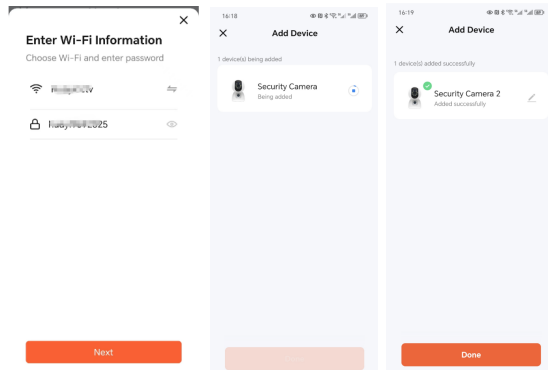 Enter Wi-Fi Information
Choose Wi-Fi and enter password
25
Next
16:18
Add Device
1 device(s) being added
Security Camera
Being added
16:19
Add Device
1 device(s) added successfully
Security Camera 2
Added successfully
Done